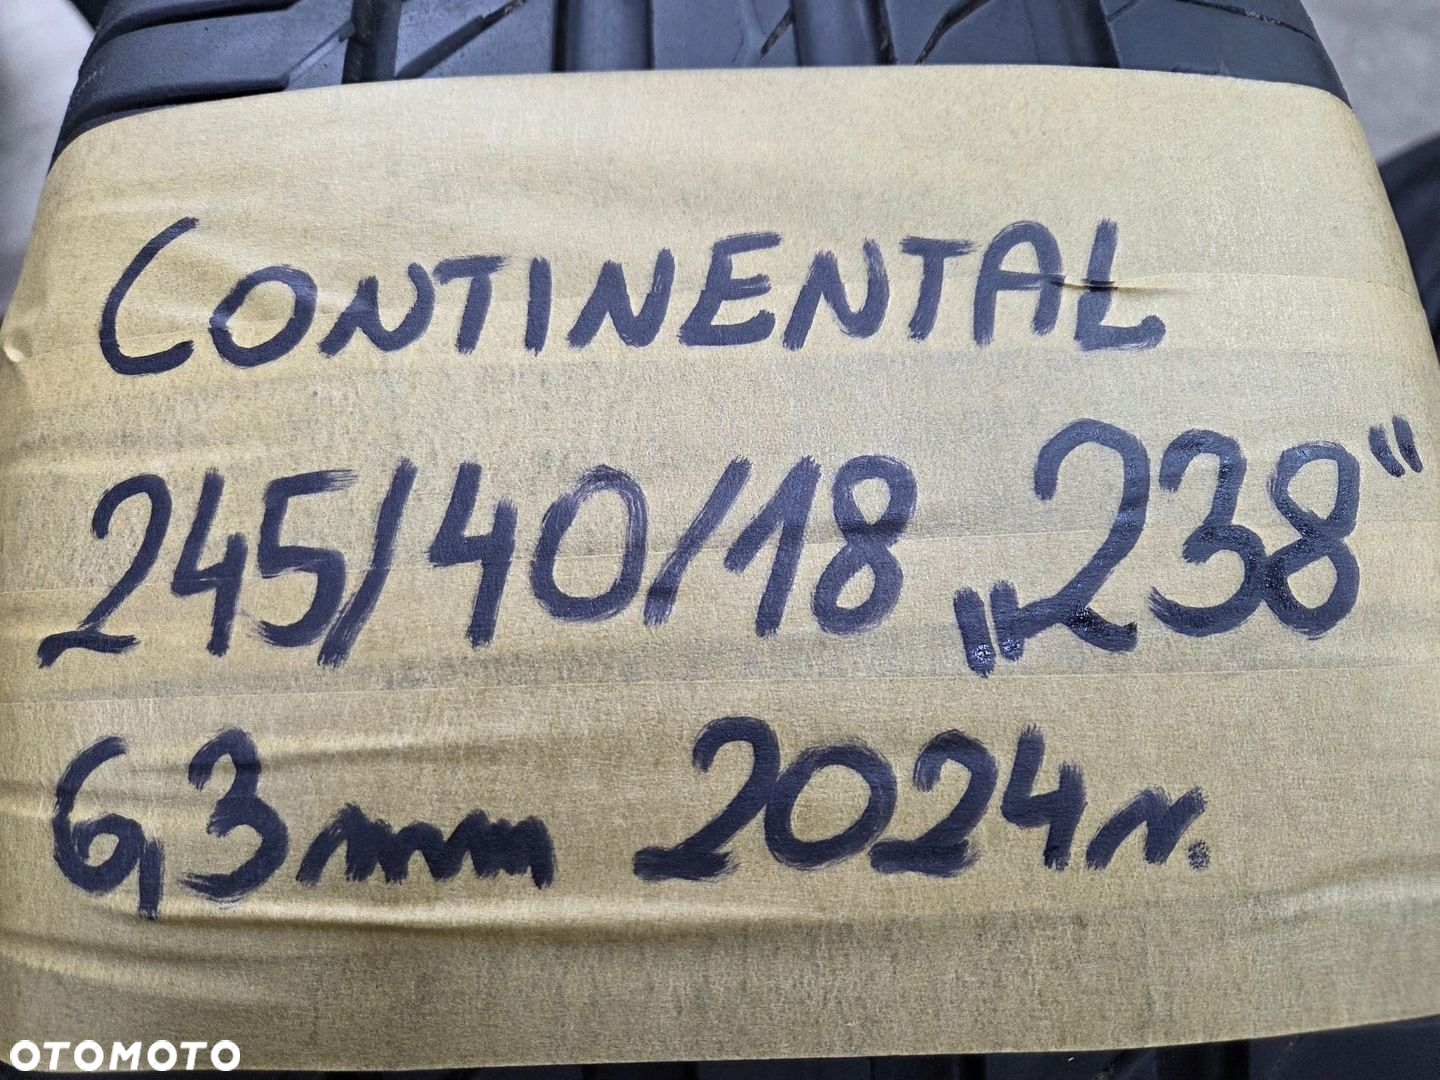 CONTINENTAL
245/40/18 „238”
6,3mm 2024r.
OTOMOTO